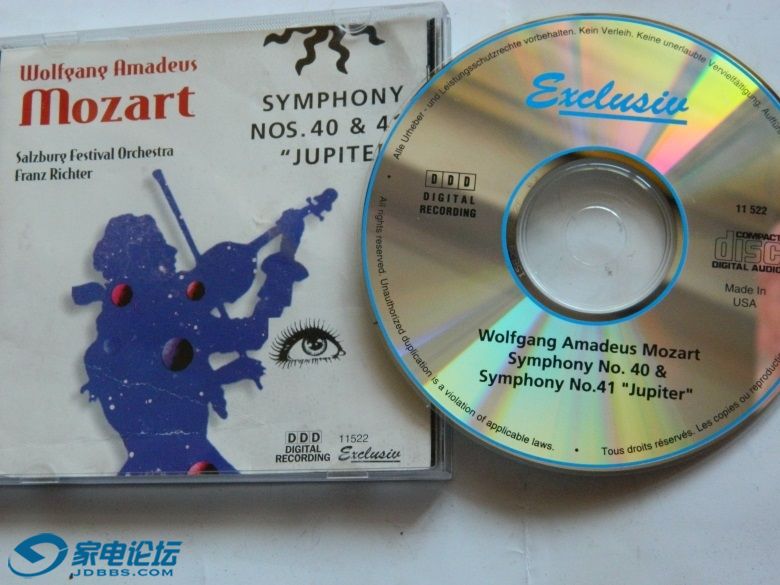 Wolfgang Amadeus
Mozart
Salzburg Festival Orchestra
Franz Richter
SYMPHONY
NOS. 40 & 41
"JUPITER"
DDD
DIGITAL
RECORDING
11522
Exclusiv
Alle Urheber - und Leistungsschutzrechte vorbehalten. Kein Verleih. Keine unerlaubte Vervielfältigung,
Exclusiv
DDD
DIGITAL
RECORDING
11 522
COMPACT
disc
DIGITAL AUDIO
Made In
USA
Wolfgang Amadeus Mozart
Symphony No. 40 &
Symphony No.41 "Jupiter"
All rights reserved. Unauthorized duplication is a violation of applicable laws. • Tous droits réservés. Les copies ou
家电论坛
JDBBS.COM